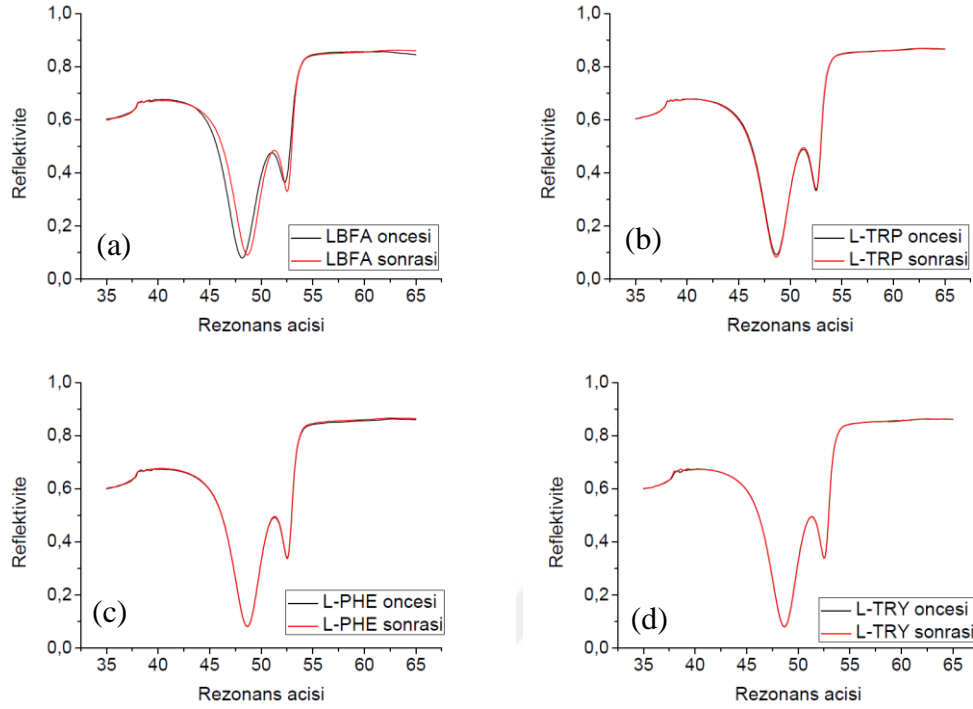 Reflektivite
1,0
0,8
0,6
0,4
0,2
0,0
(a)
LBFA oncesi
LBFA sonrasi
35 40 45 50 55 60 65
Rezonans acisi
Reflektivite
1,0
0,8
0,6
0,4
0,2
0,0
(b)
L-TRP oncesi
L-TRP sonrasi
35 40 45 50 55 60 65
Rezonans acisi
Reflektivite
1,0
0,8
0,6
0,4
0,2
0,0
(c)
L-PHE oncesi
L-PHE sonrasi
35 40 45 50 55 60 65
Rezonans acisi
Reflektivite
1,0
0,8
0,6
0,4
0,2
0,0
(d)
L-TRY oncesi
L-TRY sonrasi
35 40 45 50 55 60 65
Rezonans acisi